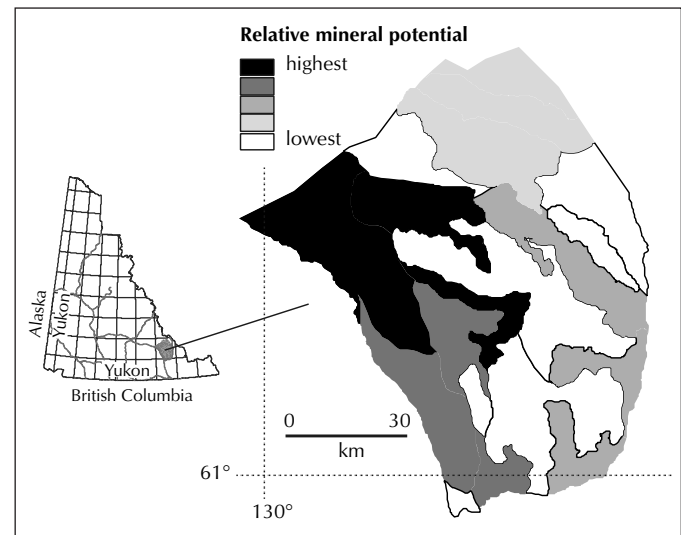 Relative mineral potential
highest
lowest
Alaska
Yukon
Yukon
British Columbia
0 30
km
61°
130°